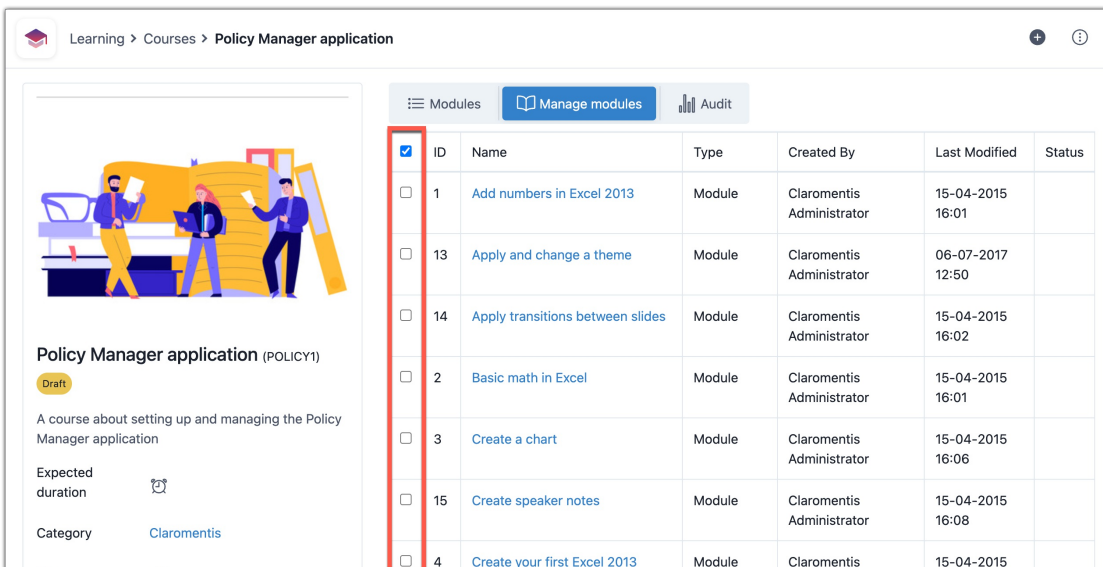 Learning > Courses > Policy Manager application
Modules
Manage modules
Audit
Policy Manager application (POLICY1)
Draft
A course about setting up and managing the Policy
Manager application
Expected
duration
Category Claromentis
ID Name Type Created By Last Modified Status
1 Add numbers in Excel 2013 Module Claromentis 15-04-2015
Administrator 16:01
13 Apply and change a theme Module Claromentis 06-07-2017
Administrator 12:50
14 Apply transitions between slides Module Claromentis 15-04-2015
Administrator 16:02
2 Basic math in Excel Module Claromentis 15-04-2015
Administrator 16:01
3 Create a chart Module Claromentis 15-04-2015
Administrator 16:06
15 Create speaker notes Module Claromentis 15-04-2015
Administrator 16:08
4 Create your first Excel 2013 Module Claromentis 15-04-2015